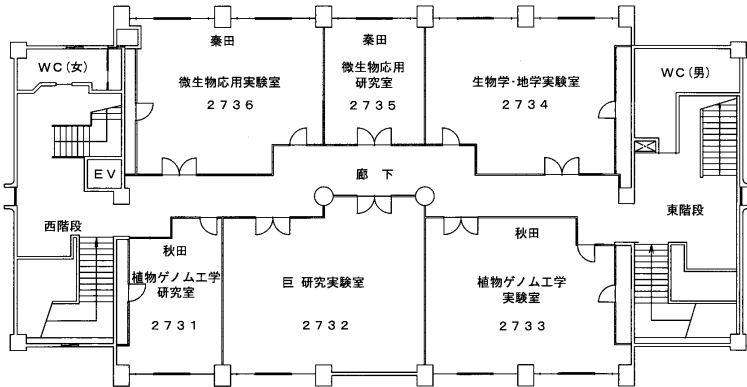 秦田
微生物応用実験室
2736
秦田
微生物応用
研究室
2735
生物学・地学実験室
2734
WC(女)
WC(男)
EV
廊 下
西階段
東階段
秋田
植物ゲノム工学
研究室
2731
巨 研究実験室
2732
秋田
植物ゲノム工学
実験室
2733